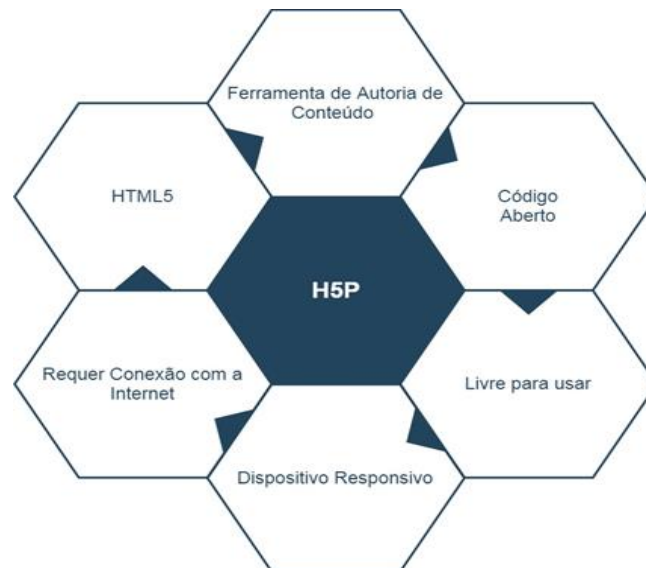 Ferramenta de Autoria de
Conteúdo
HTML5
Código
Aberto
H5P
Requer Conexão com a
Internet
Livre para usar
Dispositivo Responsivo